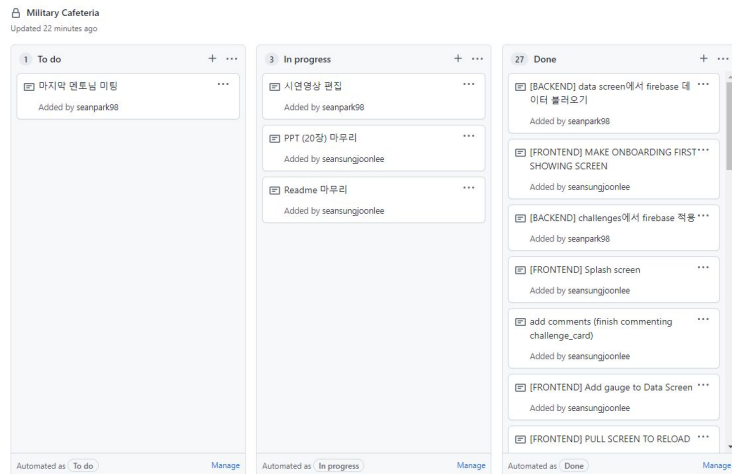 Military Cafeteria
Updated 22 minutes ago
1 To do
마지막 멘토님 미팅
Added by seanpark98
Automated as To do
Manage
3 In progress
시연영상 편집
Added by seanpark98
PPT (20장) 마무리
Added by seansungjoonlee
Readme 마무리
Added by seansungjoonlee
Automated as In progress
Manage
27 Done
[BACKEND] data screen에서 firebase 데
이터 불러오기
Added by seanpark98
[FRONTEND] MAKE ONBOARDING FIRST
SHOWING SCREEN
Added by seansungjoonlee
[BACKEND] challenges에서 firebase 적용
Added by seanpark98
[FRONTEND] Splash screen
Added by seansungjoonlee
add comments (finish commenting
challenge_card)
Added by seansungjoonlee
[FRONTEND] Add gauge to Data Screen
Added by seansungjoonlee
[FRONTEND] PULL SCREEN TO RELOAD
Automated as Done
Manage